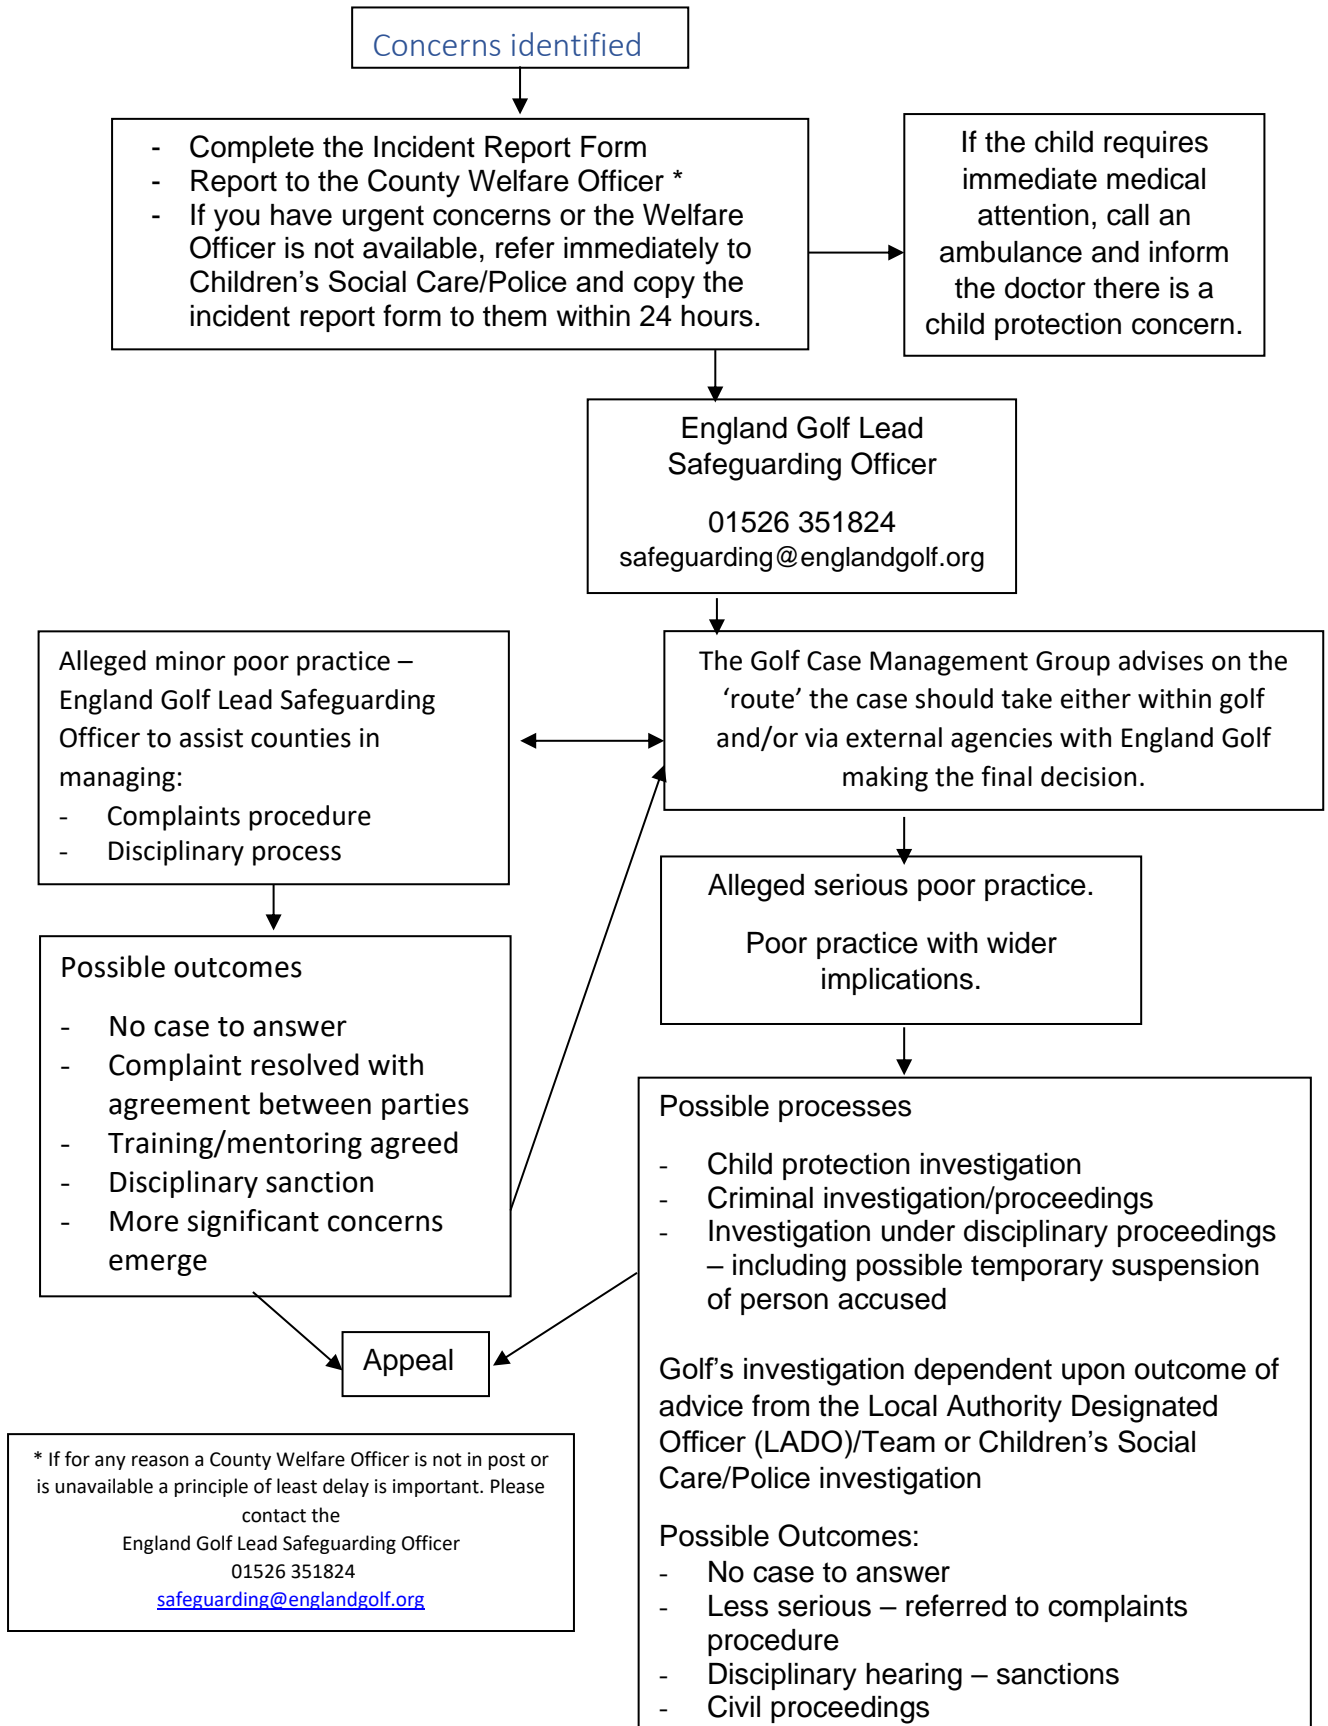 Concerns identified
- Complete the Incident Report Form
- Report to the County Welfare Officer *
- If you have urgent concerns or the Welfare
Officer is not available, refer immediately to
Children’s Social Care/Police and copy the
incident report form to them within 24 hours.
If the child requires
immediate medical
attention, call an
ambulance and inform
the doctor there is a
child protection concern.
England Golf Lead
Safeguarding Officer
01526 351824
safeguarding@englandgolf.org
Alleged minor poor practice –
England Golf Lead Safeguarding
Officer to assist counties in
managing:
- Complaints procedure
- Disciplinary process
The Golf Case Management Group advises on the
‘route’ the case should take either within golf
and/or via external agencies with England Golf
making the final decision.
Alleged serious poor practice.
Poor practice with wider
implications.
Possible outcomes
- No case to answer
- Complaint resolved with
agreement between parties
- Training/mentoring agreed
- Disciplinary sanction
- More significant concerns
emerge
Possible processes
- Child protection investigation
- Criminal investigation/proceedings
- Investigation under disciplinary proceedings
– including possible temporary suspension
of person accused
Golf’s investigation dependent upon outcome of
advice from the Local Authority Designated
Officer (LADO)/Team or Children’s Social
Care/Police investigation
Possible Outcomes:
- No case to answer
- Less serious – referred to complaints
procedure
- Disciplinary hearing – sanctions
- Civil proceedings
Appeal
* If for any reason a County Welfare Officer is not in post or
is unavailable a principle of least delay is important. Please
contact the
England Golf Lead Safeguarding Officer
01526 351824
safeguarding@englandgolf.org